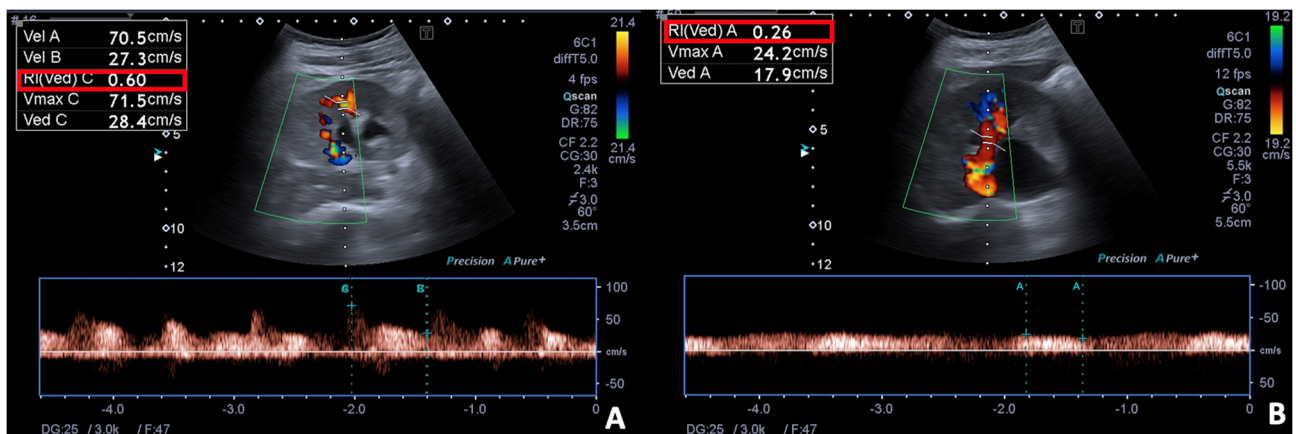 Vel A 70.5cm/s
Vel B 27.3cm/s
RI(Ved) C 0.60
Vmax C 71.5cm/s
Ved C 28.4cm/s
T
21.4
21.4
cm/s
6C1
diffT5.0
4 fps
Qscan
G:82
DR:75
CF 2.2
CG:30
2.4k
F:3
3.0
60°
3.5cm
5
10
12
Precision APure+
C B
100
50
cm/s
-50
-4.0 -3.0 -2.0 -1.0 0
DG:25 / 3.0k / F:47
A
RI(Ved) A 0.26
Vmax A 24.2cm/s
Ved A 17.9cm/s
T
19.2
19.2
cm/s
6C1
diffT5.0
12 fps
Qscan
G:82
DR:75
CF 2.2
CG:30
5.5k
F:3
3.0
60°
5.5cm
5
10
12
Precision APure+
A A
-100
-50
cm/s
50
-4.0 -3.0 -2.0 -1.0 0
DG:25 / 3.0k / F:47
B